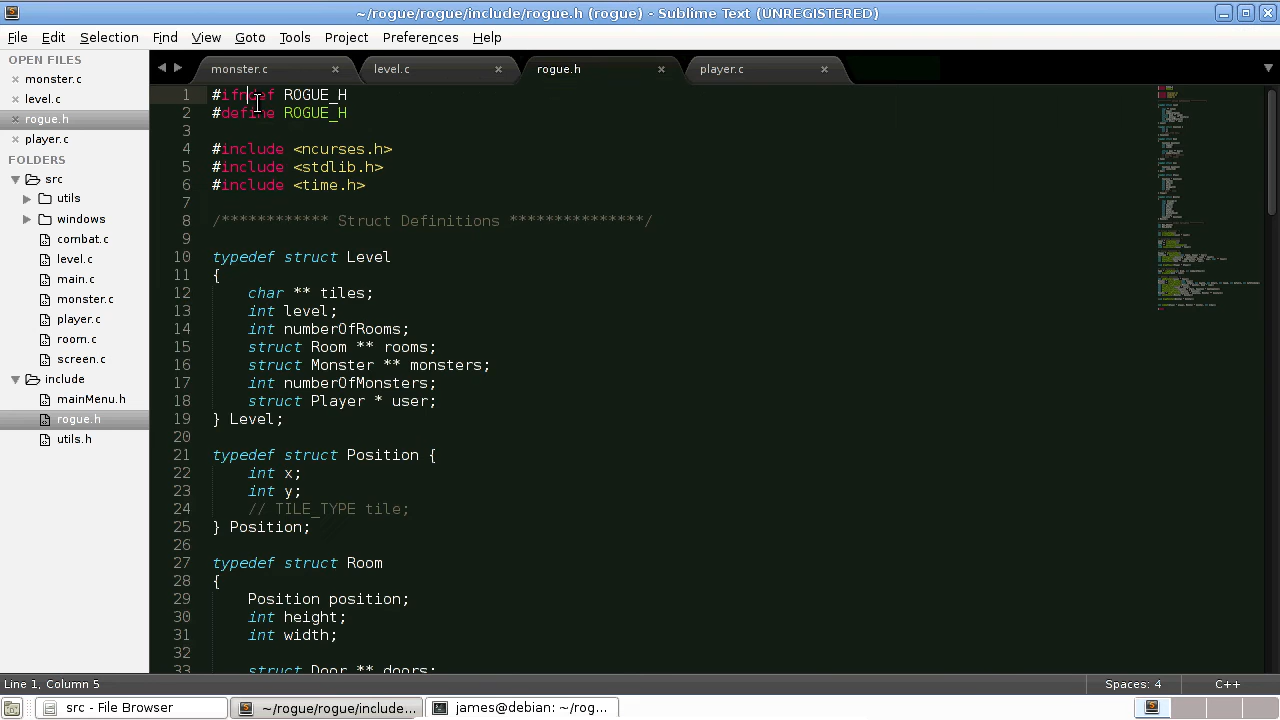 ~/rogue/rogue/include/rogue.h (rogue) - Sublime Text (UNREGISTERED)
File Edit Selection Find View Goto Tools Project Preferences Help
OPEN FILES
monster.c
level.c
rogue.h
player.c
FOLDERS
src
utils
windows
combat.c
level.c
main.c
monster.c
player.c
room.c
screen.c
include
mainMenu.h
rogue.h
utils.h
monster.c level.c rogue.h player.c
1 #ifndef ROGUE_H
2 #define ROGUE_H
3
4 #include <ncurses.h>
5 #include <stdlib.h>
6 #include <time.h>
7
8 /************ Struct Definitions ***************/
9
10 typedef struct Level
11 {
12 char ** tiles;
13 int level;
14 int numberOfRooms;
15 struct Room ** rooms;
16 struct Monster ** monsters;
17 int numberOfMonsters;
18 struct Player * user;
19 } Level;
20
21 typedef struct Position {
22 int x;
23 int y;
24 // TILE_TYPE tile;
25 } Position;
26
27 typedef struct Room
28 {
29 Position position;
30 int height;
31 int width;
32
33 struct Door ** doors;
Line 1, Column 5 Spaces: 4 C++
src - File Browser ~/rogue/rogue/include... james@debian: ~/rog...